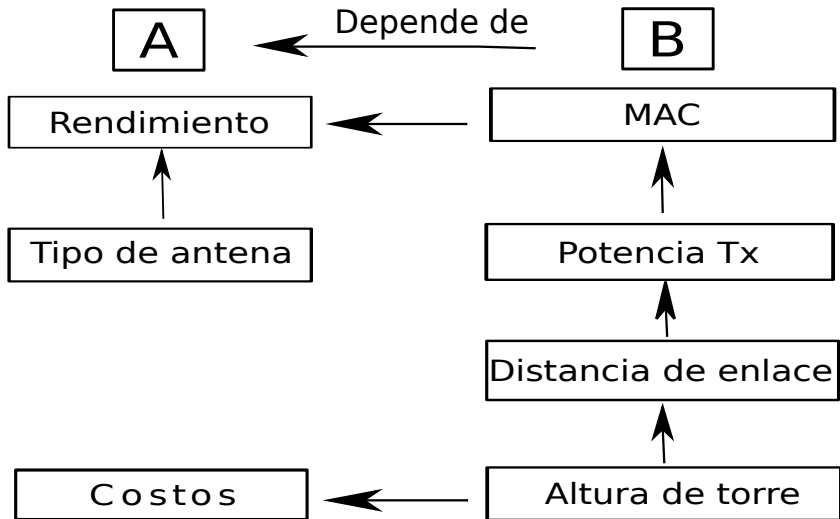 A
Depende de
B
Rendimiento
MAC
Tipo de antena
Potencia Tx
Distancia de enlace
Costos
Altura de torre